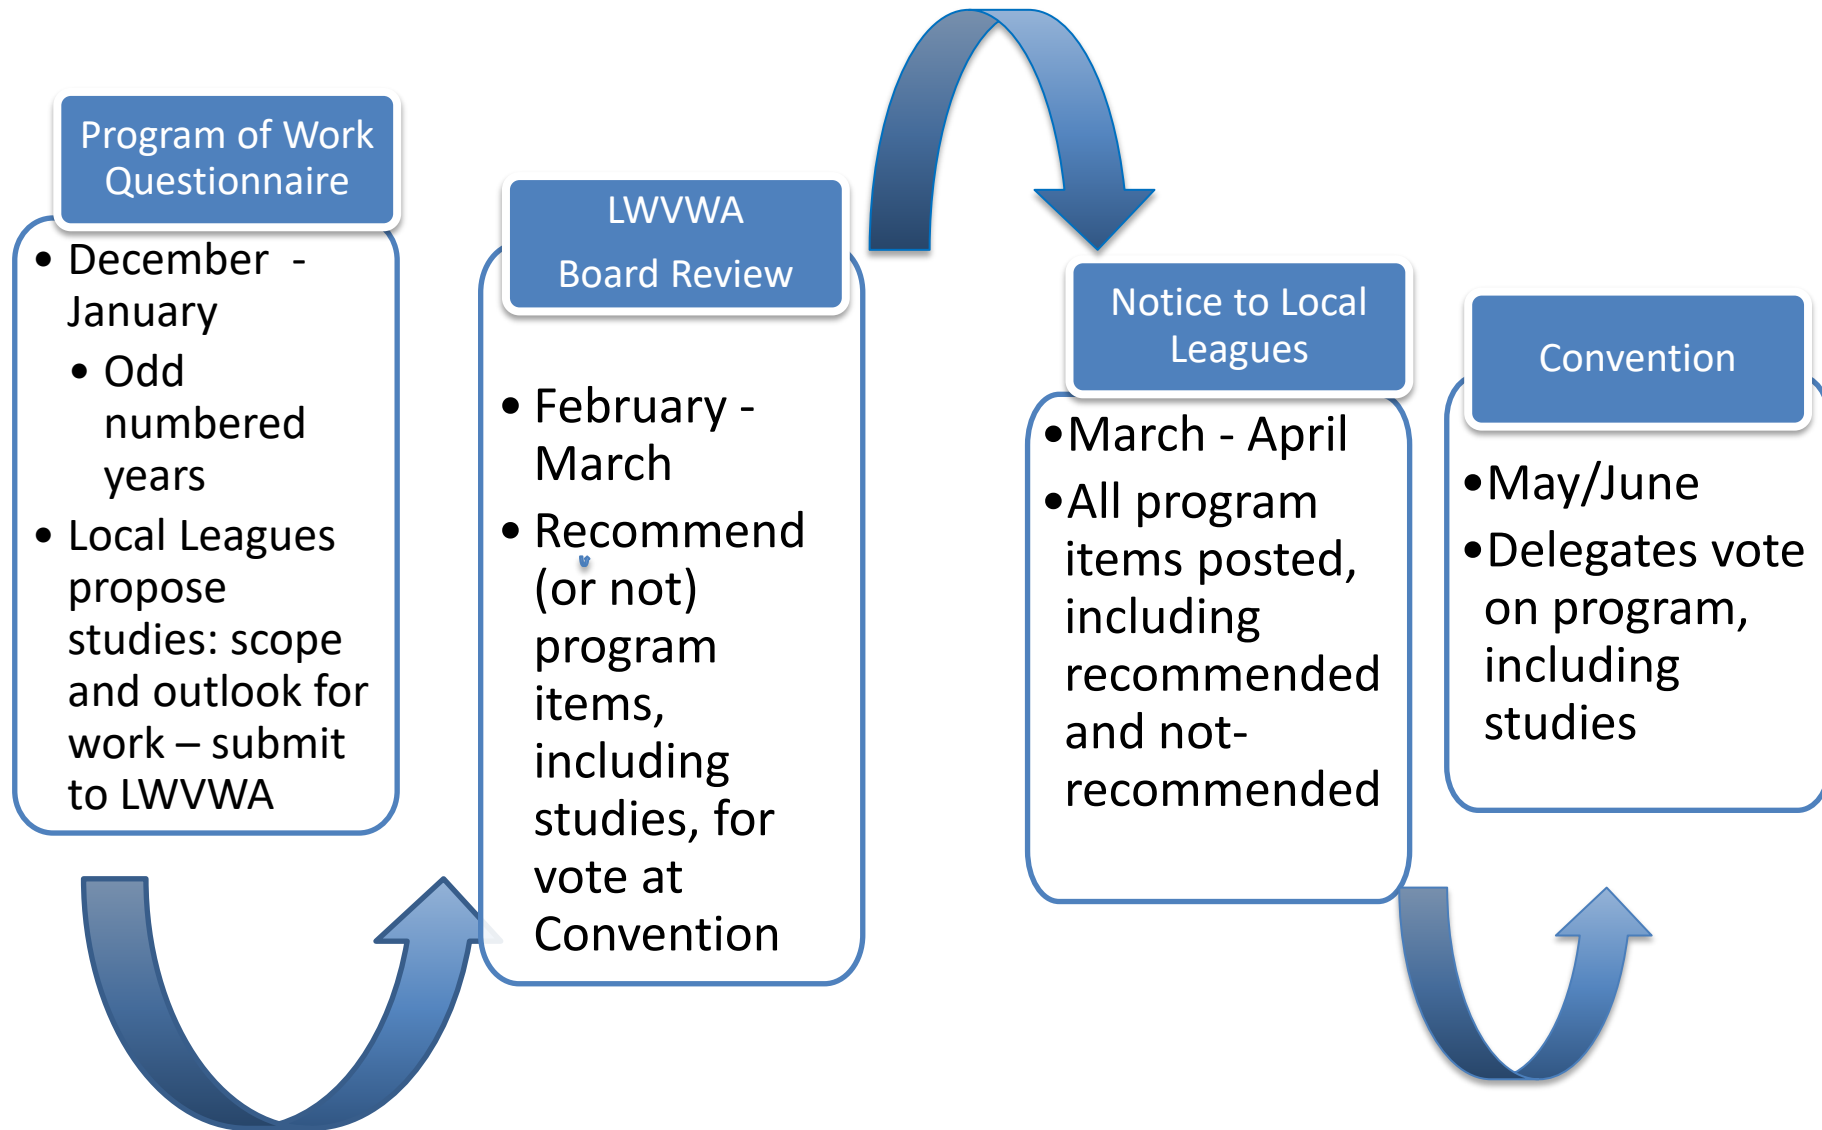 Program of Work
Questionnaire
• December -
January
• Odd
numbered
years
• Local Leagues
propose
studies: scope
and outlook for
work – submit
to LWVWA
LWVWA
Board Review
• February -
March
• Recommend
(or not)
program
items,
including
studies, for
vote at
Convention
Notice to Local
Leagues
•March - April
•All program
items posted,
including
recommended
and not-
recommended
Convention
•May/June
•Delegates vote
on program,
including
studies